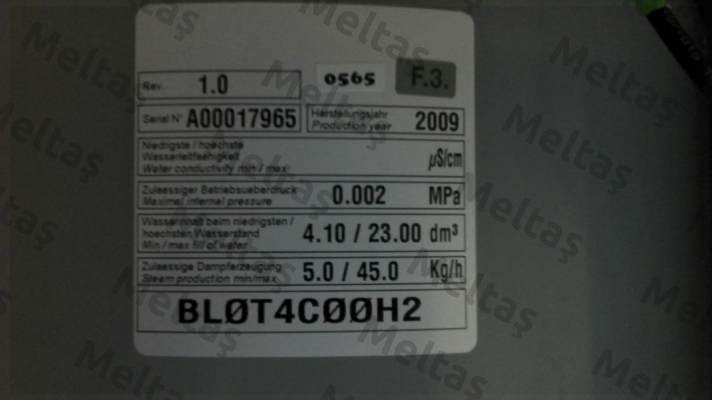 Rev. 1.0 0565 F.3.
Serial N° A00017965 Herstellungsjahr
Production year 2009
Niedrigste / hoechste
Wasserleitfaehigkeit
Water conductivity min / max µS/cm
Zulaessiger Betriebsueberdruck
Maximal internal pressure 0.002 MPa
Wasserinhalt beim niedrigsten /
hoechsten Wasserstand
Min / max fill of water 4.10 / 23.00 dm³
Zulaessige Dampferzeugung
Steam production min/max 5.0 / 45.0 Kg/h
BLØT4CØØH2
Meltaş